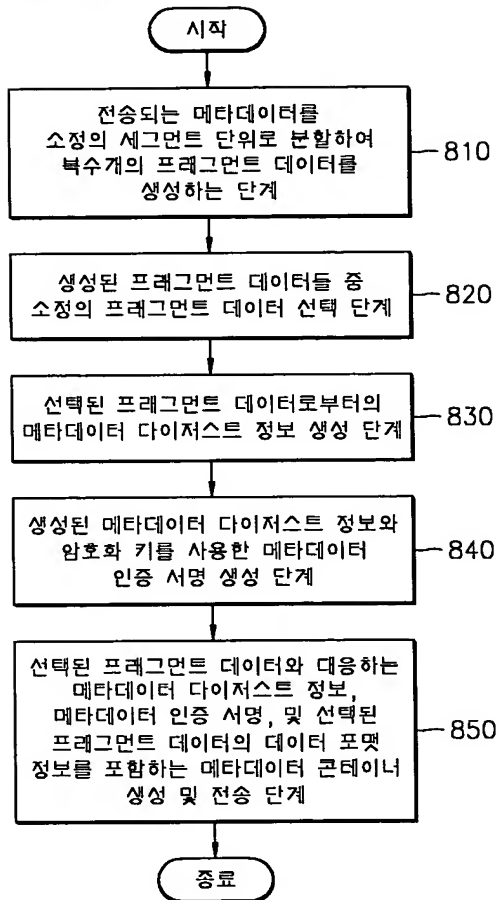 시작
전송되는 메타데이터를
소정의 세그먼트 단위로 분할하여
복수개의 프래그먼트 데이터를
생성하는 단계
810
생성된 프래그먼트 데이터들 중
소정의 프래그먼트 데이터 선택 단계
820
선택된 프래그먼트 데이터로부터의
메타데이터 다이저스트 정보 생성 단계
830
생성된 메타데이터 다이저스트 정보와
암호화 키를 사용한 메타데이터
인증 서명 생성 단계
840
선택된 프래그먼트 데이터와 대응하는
메타데이터 다이저스트 정보,
메타데이터 인증 서명, 및 선택된
프래그먼트 데이터의 데이터 포맷
정보를 포함하는 메타데이터 콘테이너
생성 및 전송 단계
850
종료